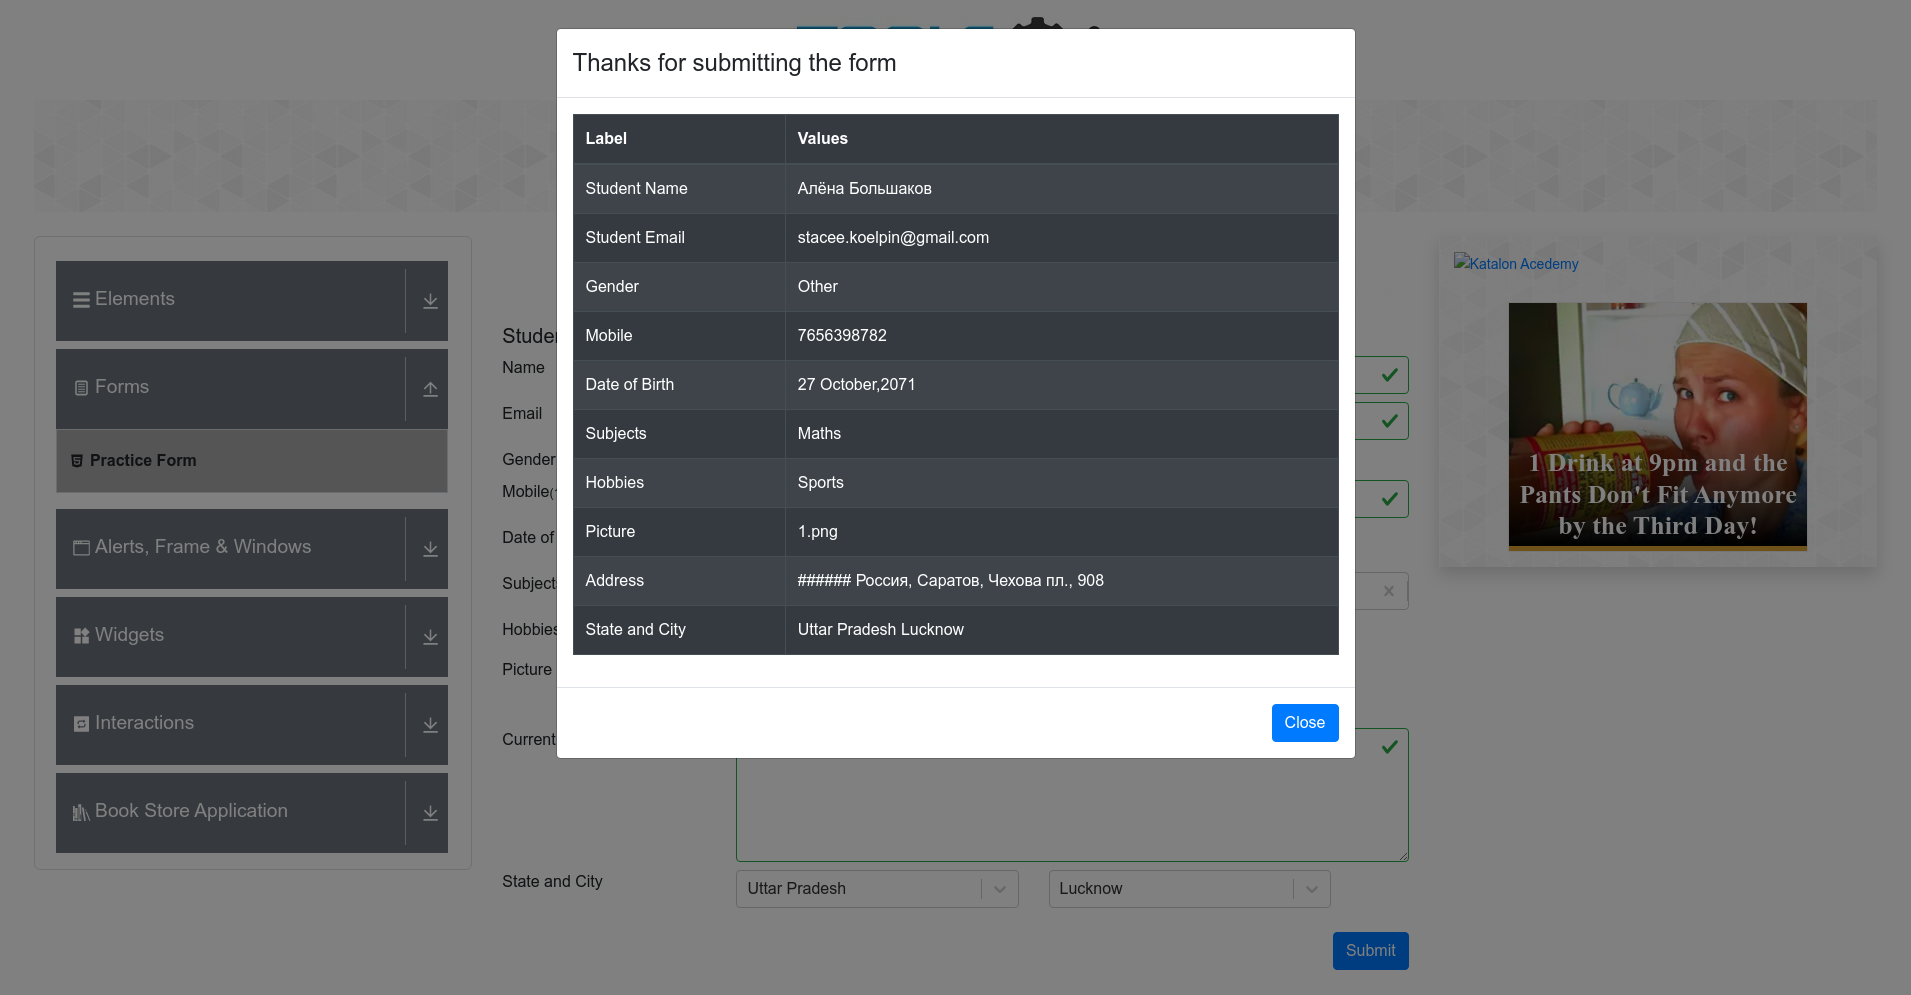 Thanks for submitting the form
Label Values
Student Name Алёна Большаков
Student Email stacee.koelpin@gmail.com
Gender Other
Mobile 7656398782
Date of Birth 27 October,2071
Subjects Maths
Hobbies Sports
Picture 1.png
Address ###### Россия, Саратов, Чехова пл., 908
State and City Uttar Pradesh Lucknow
Close
Elements
Forms
Practice Form
Alerts, Frame & Windows
Widgets
Interactions
Book Store Application
Name
Email
Gender
Mobile
Date of
Hobbies
Picture
Current
State and City
Uttar Pradesh
Lucknow
Submit
Katalon Acedemy
1 Drink at 9pm and the
Pants Don't Fit Anymore
by the Third Day!